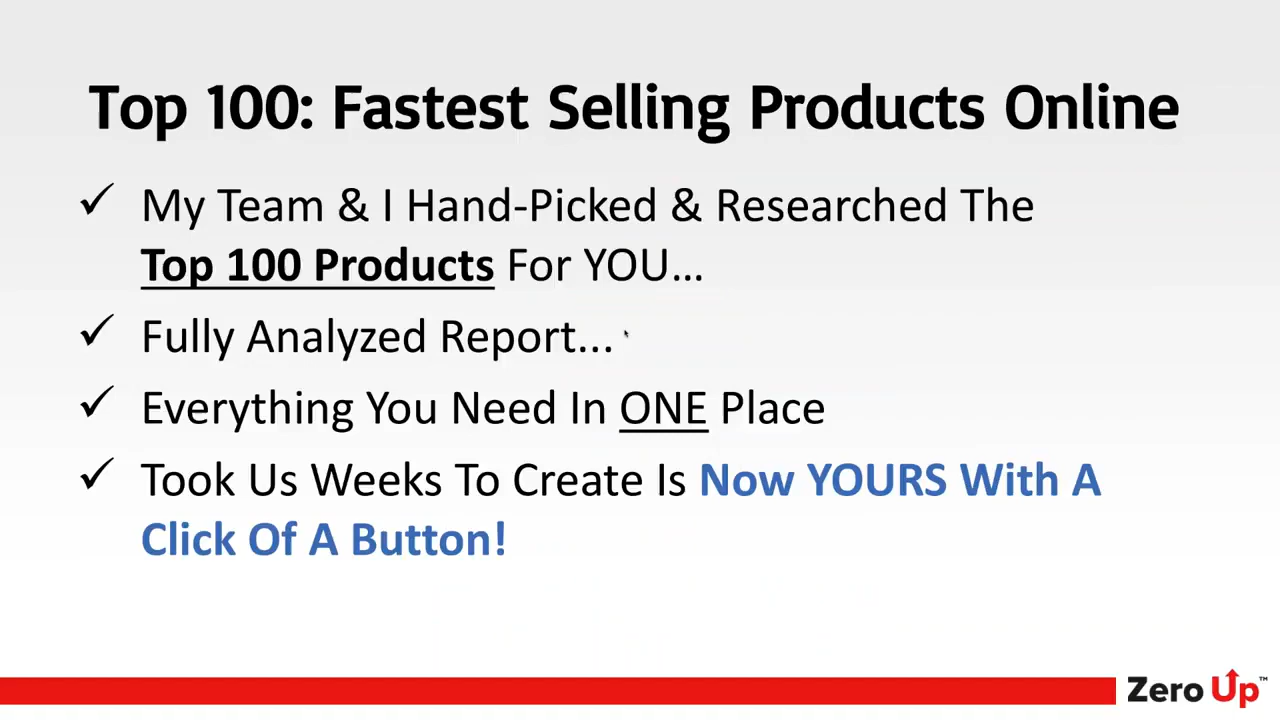 Top 100: Fastest Selling Products Online
✓ My Team & I Hand-Picked & Researched The
Top 100 Products For YOU...
✓ Fully Analyzed Report...
✓ Everything You Need In ONE Place
✓ Took Us Weeks To Create Is Now YOURS With A
Click Of A Button!
Zero Up™